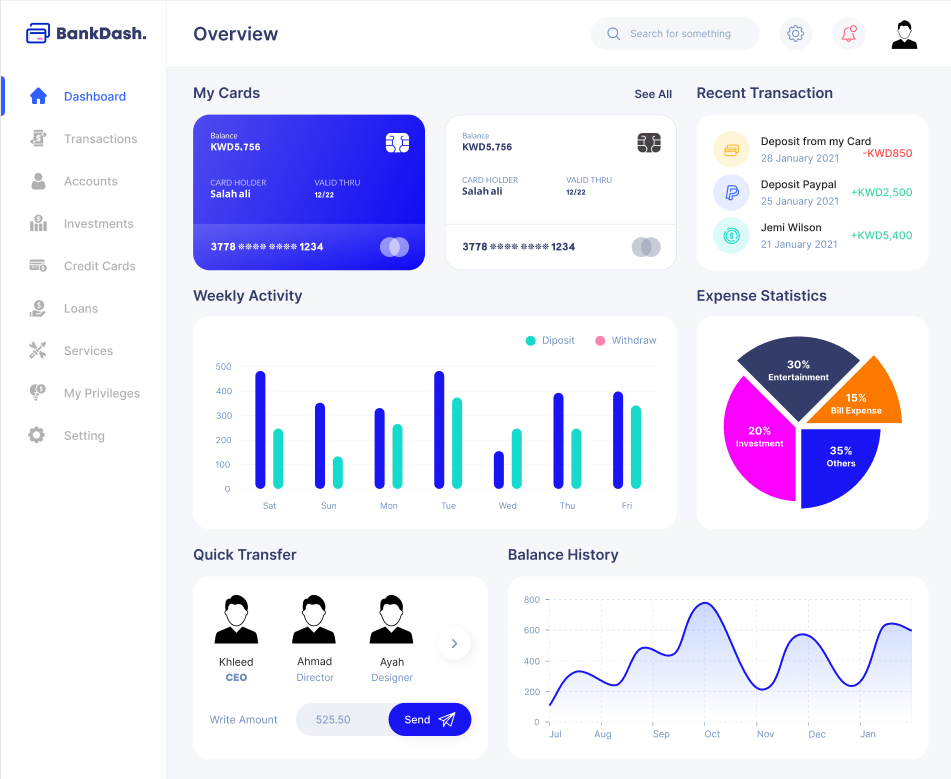 BankDash.
Overview
Search for something
Dashboard
Transactions
Accounts
Investments
Credit Cards
Loans
Services
My Privileges
Setting
My Cards
See All
Balance
KWD5,756
CARD HOLDER
VALID THRU
Salah ali
12/22
3778 **** **** 1234
Balance
KWD5,756
CARD HOLDER
VALID THRU
Salah ali
12/22
3778 **** **** 1234
Recent Transaction
Deposit from my Card
28 January 2021
-KWD850
Deposit Paypal
25 January 2021
+KWD2,500
Jemi Wilson
21 January 2021
+KWD5,400
Weekly Activity
Diposit
Withdraw
500
400
300
200
100
0
Sat Sun Mon Tue Wed Thu Fri
Expense Statistics
30%
Entertainment
15%
Bill Expense
20%
Investment
35%
Others
Quick Transfer
Khleed
CEO
Ahmad
Director
Ayah
Designer
Write Amount
525.50
Send
Balance History
800
600
400
200
0
Jul Aug Sep Oct Nov Dec Jan